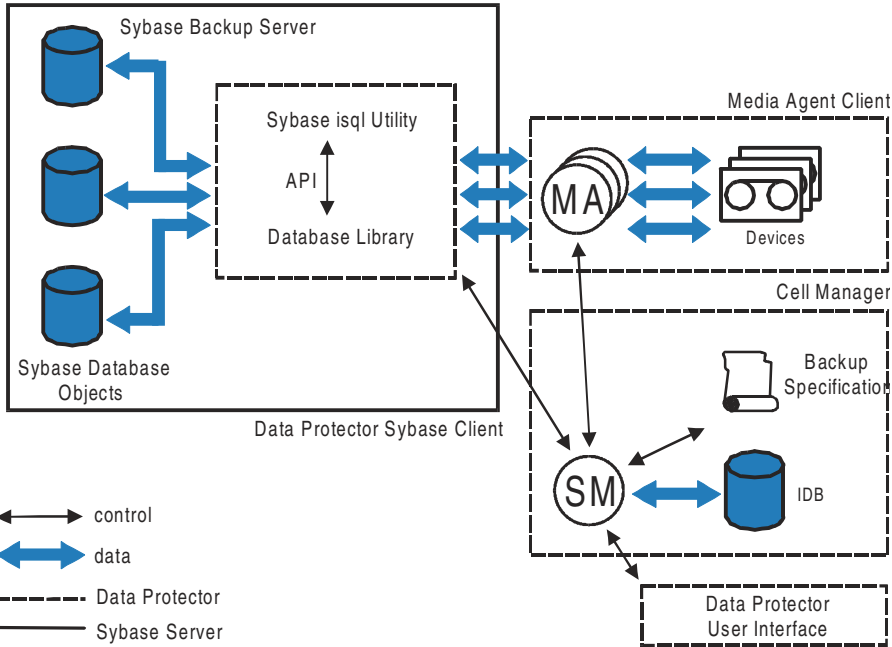 Sybase Backup Server
Sybase isql Utility
API
Database Library
Sybase Database
Objects
Data Protector Sybase Client
Media Agent Client
MA
Devices
Cell Manager
Backup
Specification
SM
IDB
Data Protector
User Interface
control
data
Data Protector
Sybase Server